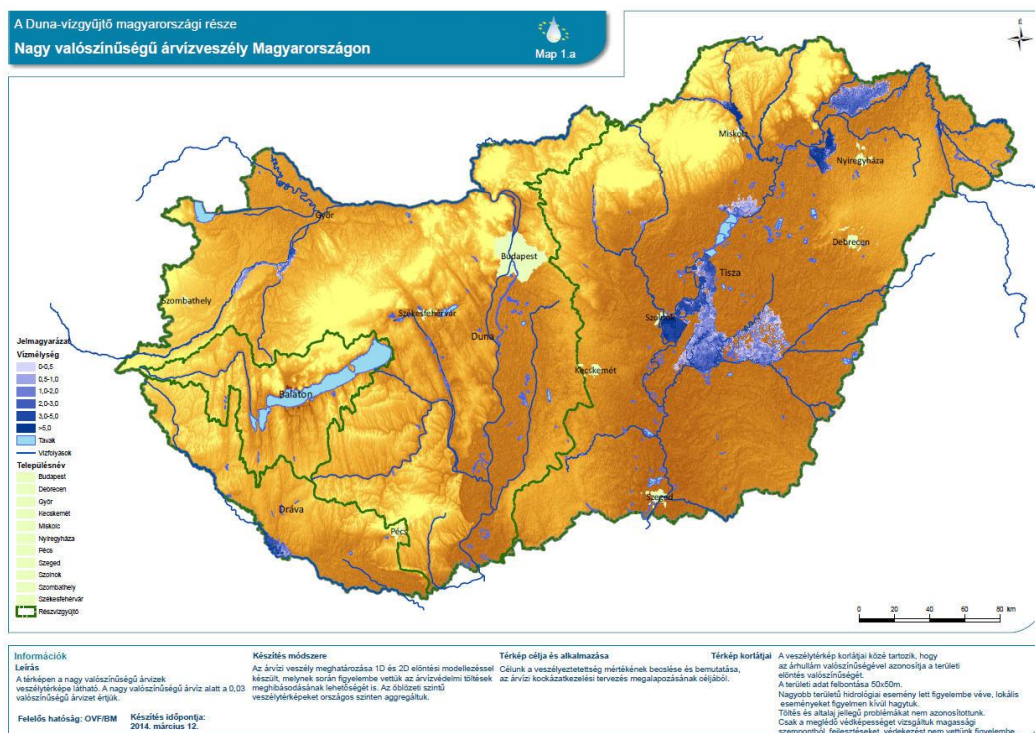 A Duna-vízgyűjtő magyarországi része
Nagy valószínűségű árvízveszély Magyarországon
Map 1.a
É
Miskolc
Nyíregyháza
Győr
Debrecen
Budapest
Tisza
Szombathely
Székesfehérvár
Szolnok
Duna
Kecskemét
Balaton
Szeged
Dráva
Pécs
Jelmagyarázat
Vízmélység
0-0,5
0,5-1,0
1,0-2,0
2,0-3,0
3,0-5,0
>5,0
Tavak
Vízfolyások
Településnév
Budapest
Debrecen
Győr
Kecskemét
Miskolc
Nyíregyháza
Pécs
Szeged
Szolnok
Szombathely
Székesfehérvár
Részvízgyűjtő
0 20 40 60 80 km
Információk
Leírás
A térképen a nagy valószínűségű árvizek
veszélytérképe látható. A nagy valószínűségű árvíz alatt a 0,03
valószínűségű árvizet értjük.
Felelős hatóság: OVF/BM
Készítés időpontja:
2014. március 12.
Készítés módszere
Az árvízi veszély meghatározása 1D és 2D elöntési modellezéssel
készült, melynek során figyelembe vettük az árvízvédelmi töltések
meghibásodásának lehetőségét is. Az öblözeti szintű
veszélytérképeket országos szinten aggregáltuk.
Térkép célja és alkalmazása
Célunk a veszélyeztetettség mértékének becslése és bemutatása,
az árvízi kockázatkezelési tervezés megalapozásának céljából.
Térkép korlátjai
A veszélytérkép korlátjai közé tartozik, hogy
az árhullám valószínűségével azonosítja a területi
elöntés valószínűségét.
A területi adat felbontása 50x50m.
Nagyobb területű hidrológiai esemény lett figyelembe véve, lokális
eseményeket figyelmen kívül hagytuk.
Töltés és altalaj jellegű problémákat nem azonosítottunk.
Csak a meglédő védképességet vizsgáltuk magassági
szempontból, fejlesztéseket, védekezést nem vettünk figyelembe